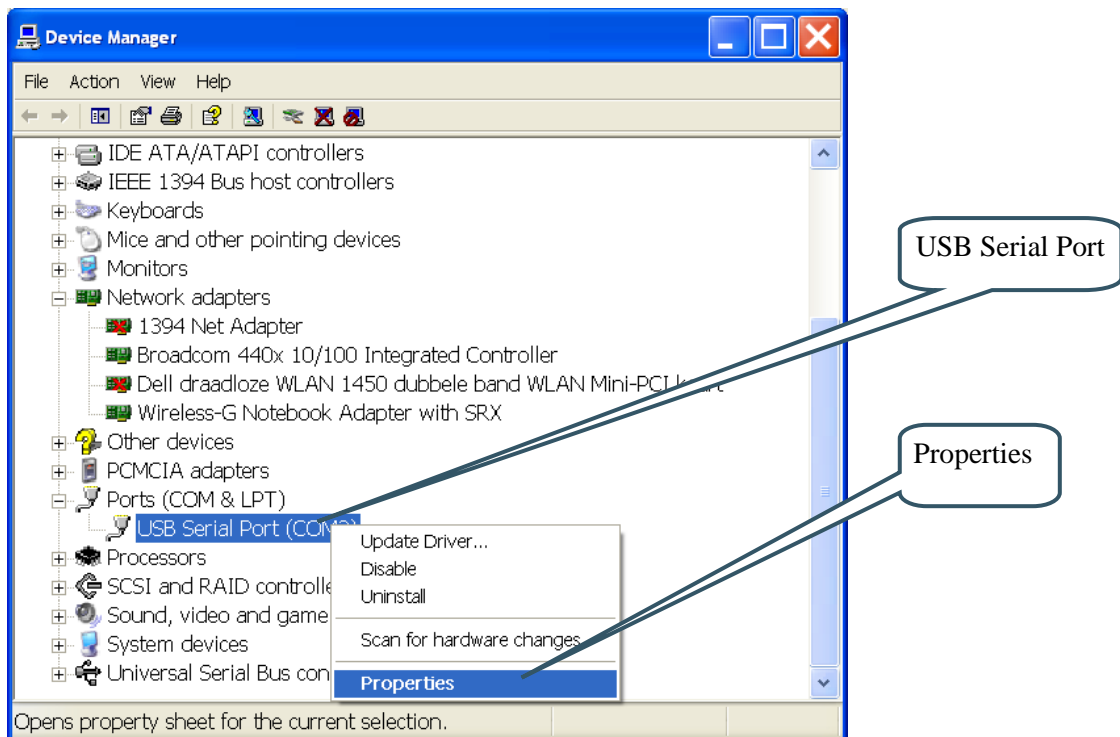 Device Manager
File Action View Help
IDE ATA/ATAPI controllers
IEEE 1394 Bus host controllers
Keyboards
Mice and other pointing devices
Monitors
Network adapters
1394 Net Adapter
Broadcom 440x 10/100 Integrated Controller
Dell draadloze WLAN 1450 dubbele band WLAN Mini-PCI
Wireless-G Notebook Adapter with SRX
Other devices
PCMCIA adapters
Ports (COM & LPT)
USB Serial Port
Processors
SCSI and RAID
Sound, video and game
System devices
Universal Serial Bus
Update Driver...
Disable
Uninstall
Scan for hardware changes
Properties
Opens property sheet for the current selection.
USB Serial Port
Properties